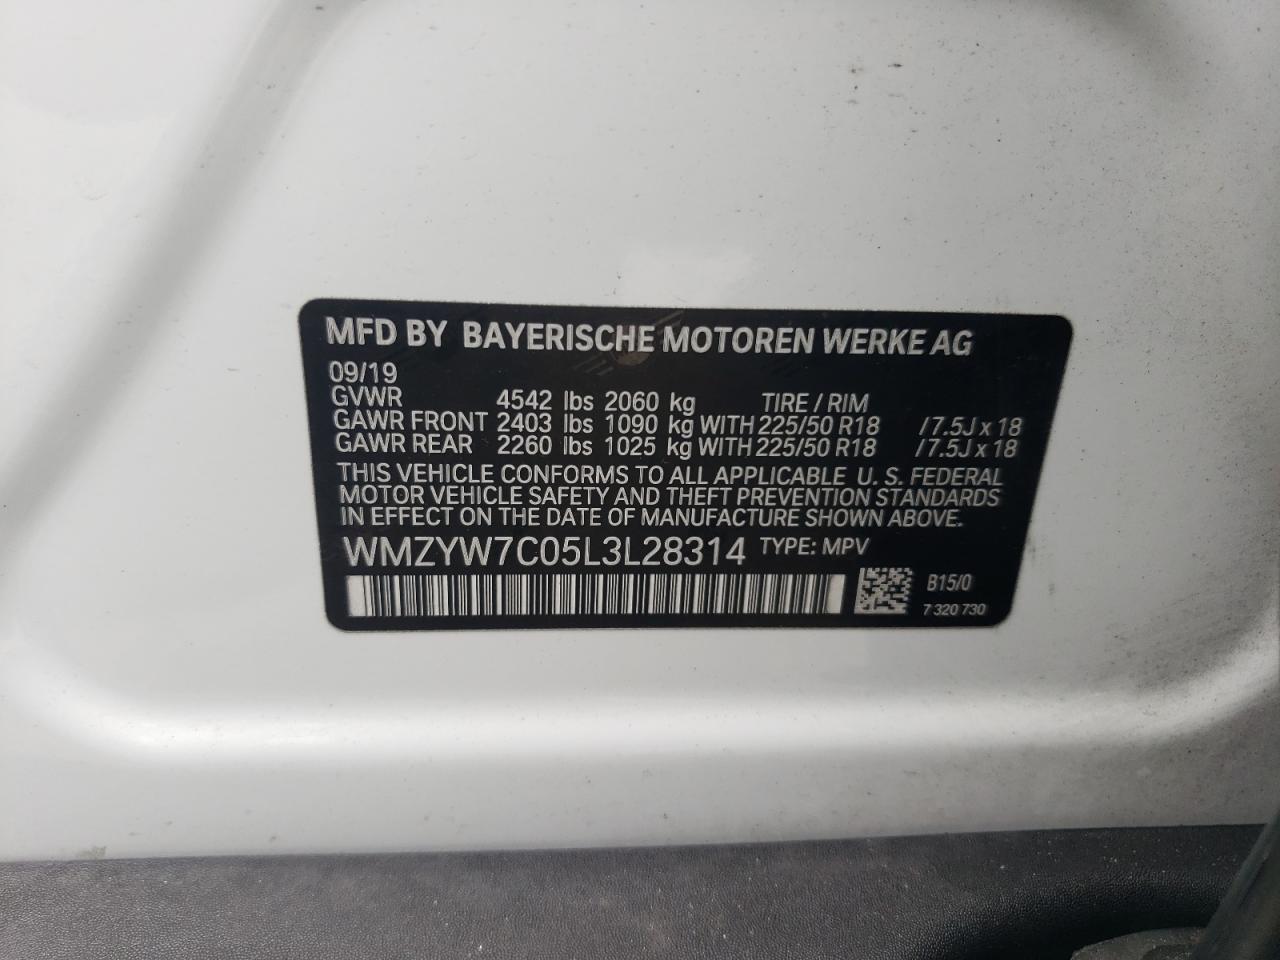 MFD BY BAYERISCHE MOTOREN WERKE AG
09/19
GVWR 4542 lbs 2060 kg TIRE / RIM
GAWR FRONT 2403 lbs 1090 kg WITH 225/50 R18 / 7.5J x 18
GAWR REAR 2260 lbs 1025 kg WITH 225/50 R18 / 7.5J x 18
THIS VEHICLE CONFORMS TO ALL APPLICABLE U. S. FEDERAL
MOTOR VEHICLE SAFETY AND THEFT PREVENTION STANDARDS
IN EFFECT ON THE DATE OF MANUFACTURE SHOWN ABOVE.
WMZYW7C05L3L28314 TYPE: MPV
B15/0
7 320 730